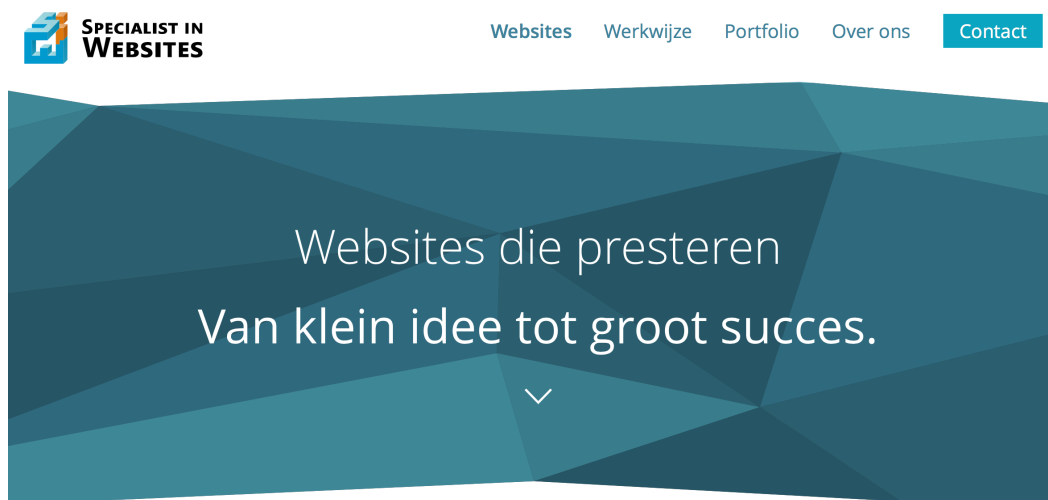 SPECIALIST IN
WEBSITES
Websites
Werkwijze
Portfolio
Over ons
Contact
Websites die presteren
Van klein idee tot groot succes.